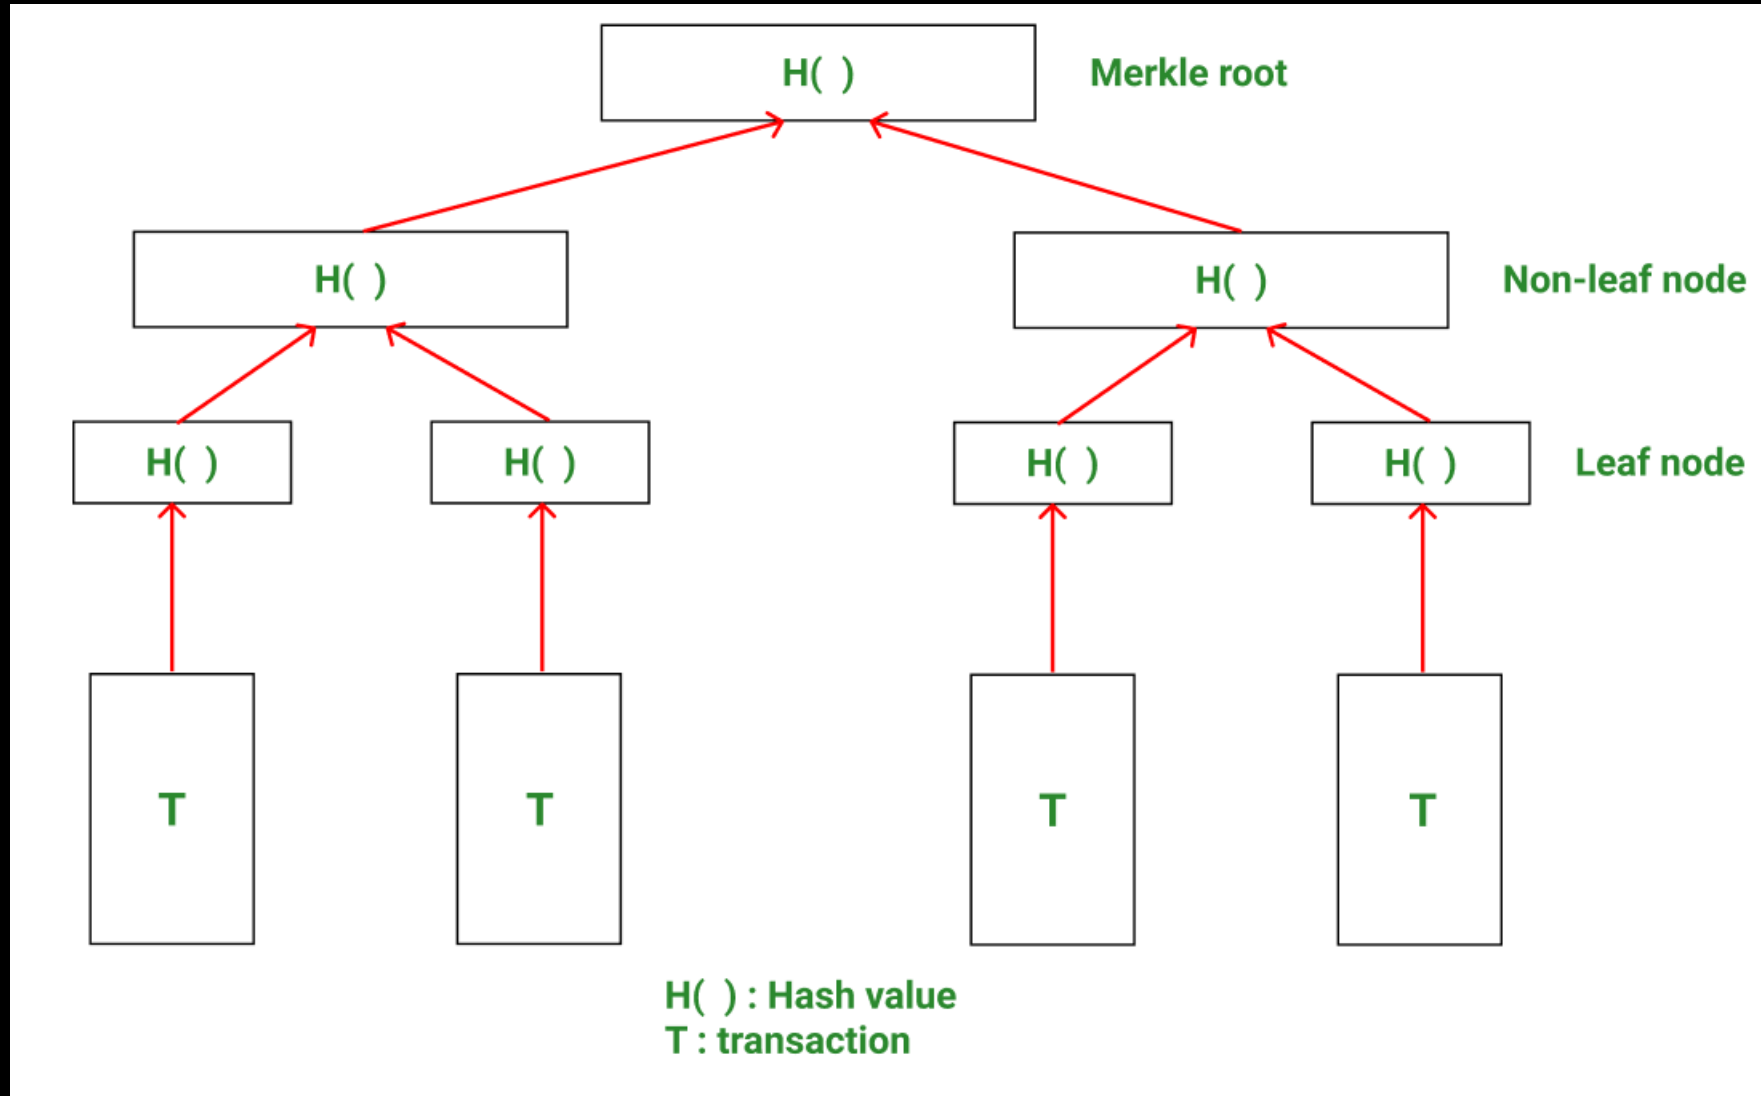 H( )
Merkle root
H( )
H( )
Non-leaf node
H( )
H( )
H( )
H( )
Leaf node
T
T
T
T
H( ) : Hash value
T : transaction